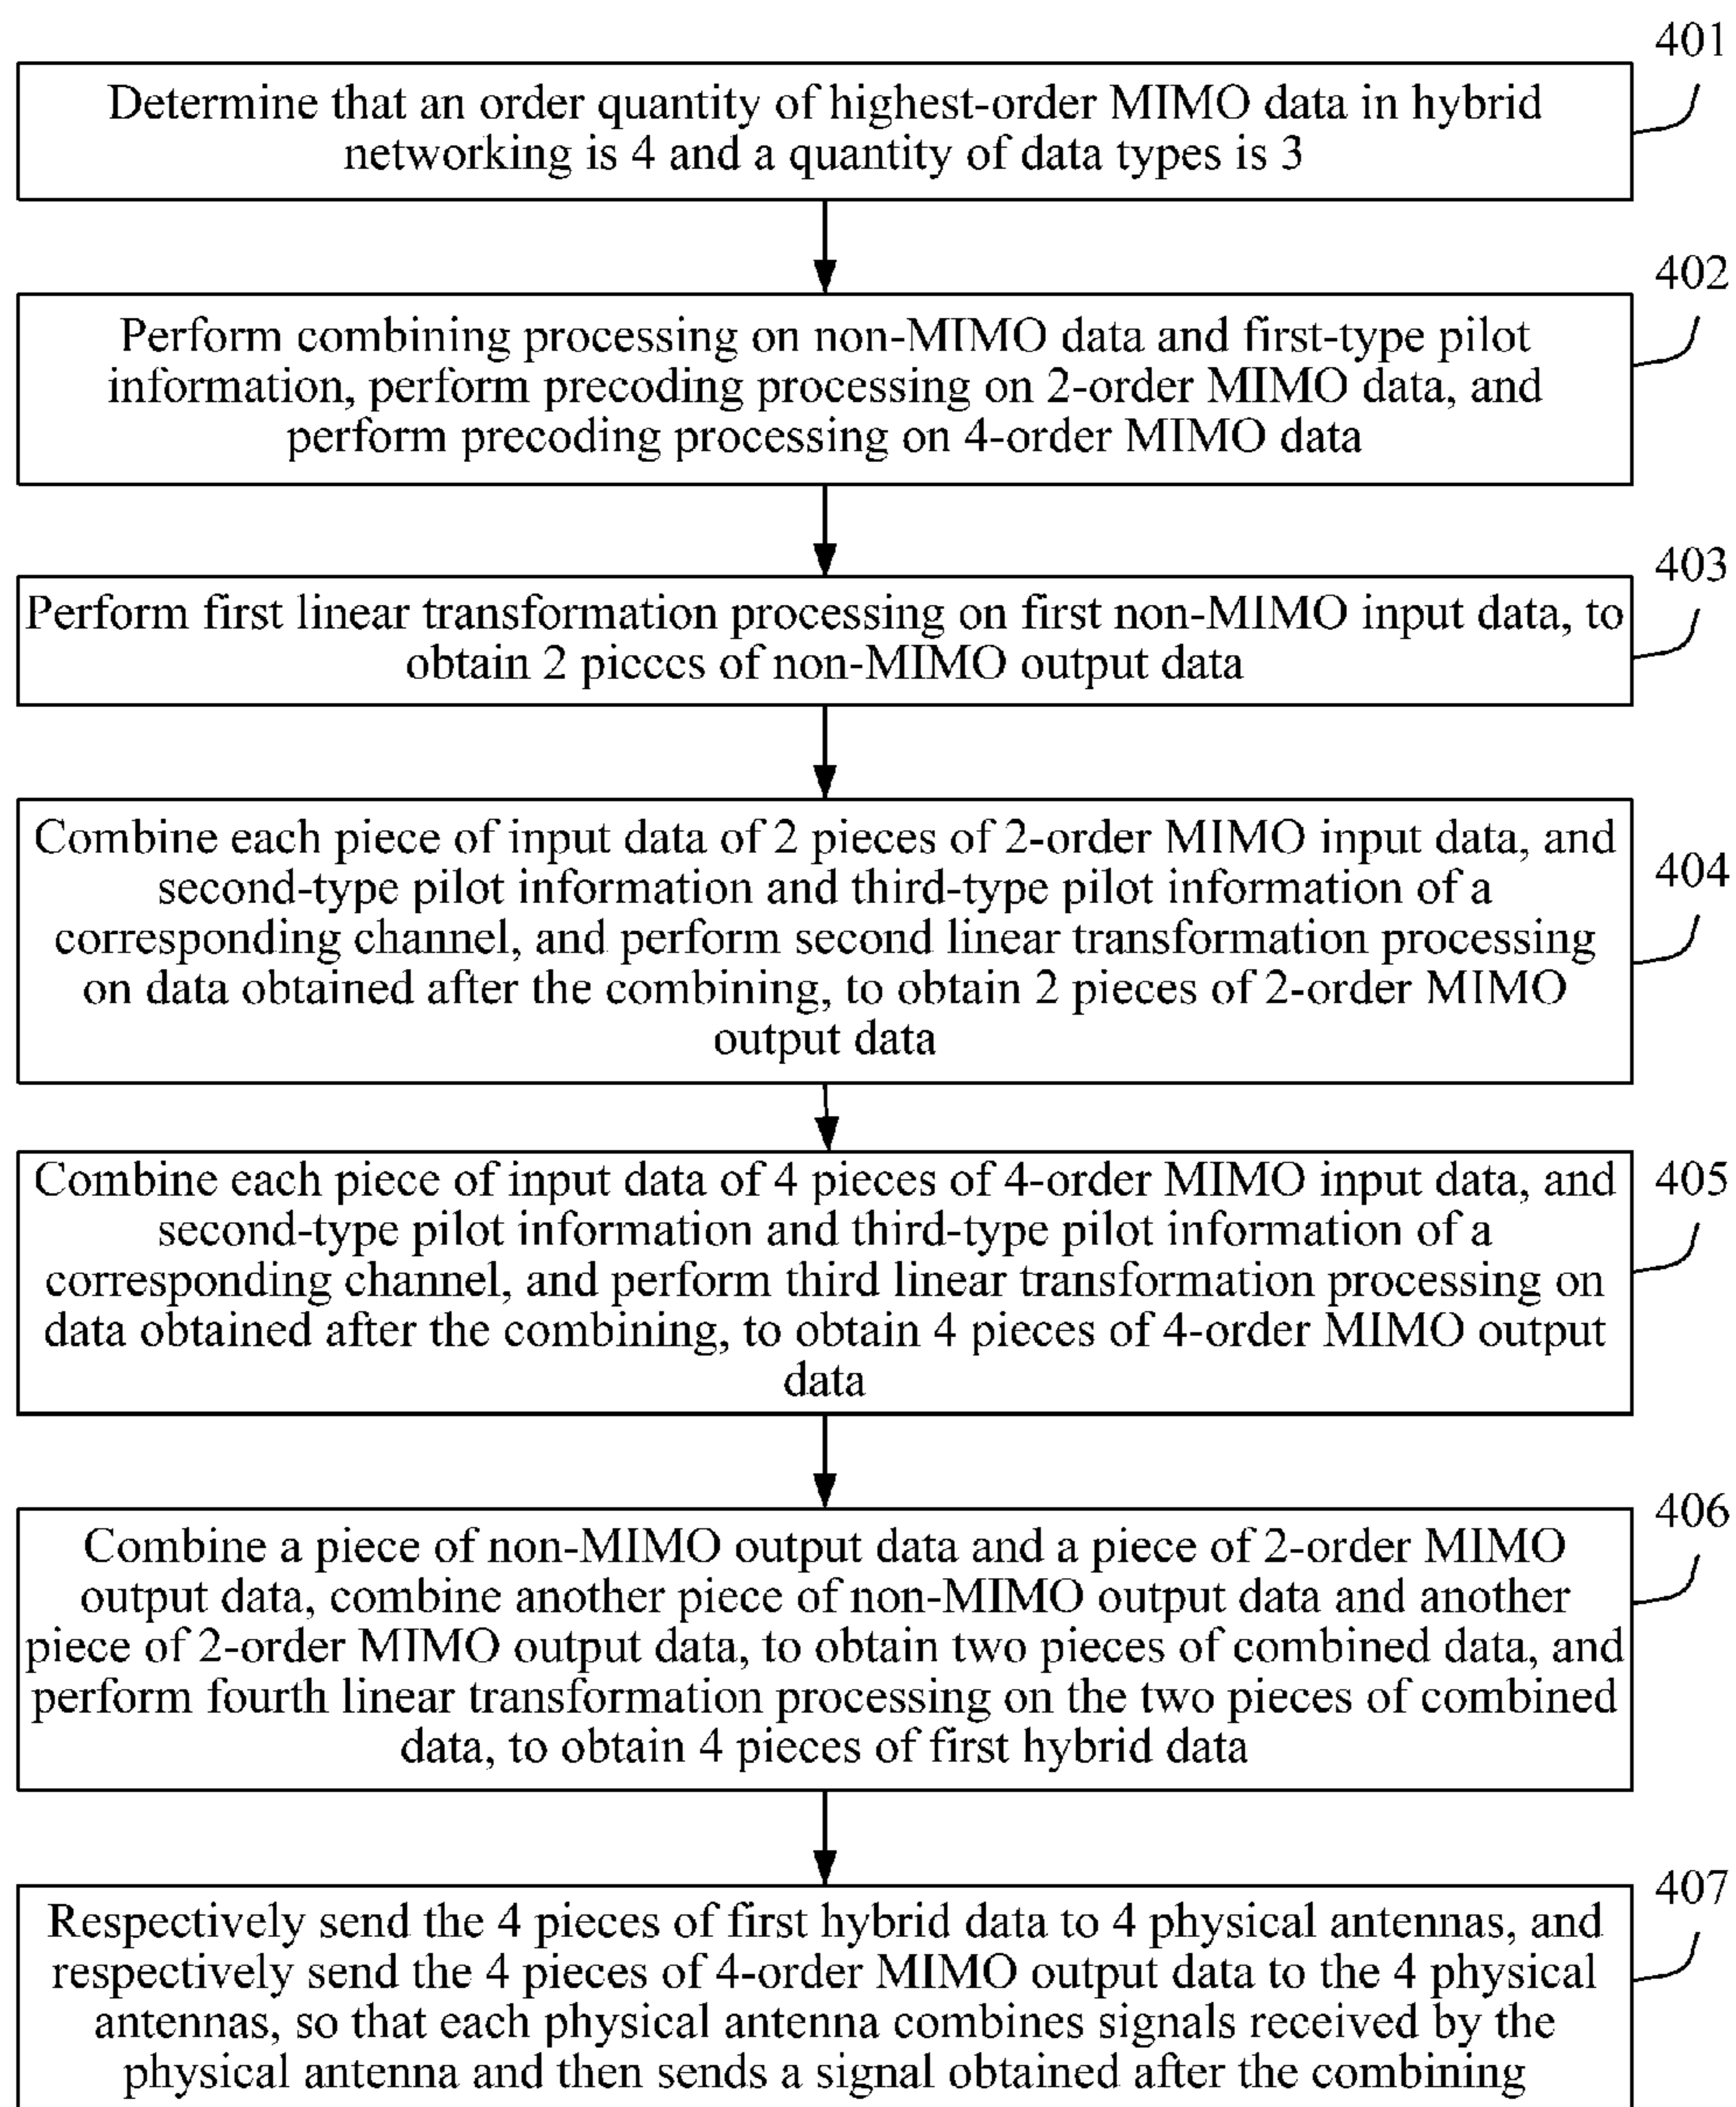 401
Determine that an order quantity of highest-order MIMO data in hybrid
networking is 4 and a quantity of data types is 3
402
Perform combining processing on non-MIMO data and first-type pilot
information, perform precoding processing on 2-order MIMO data, and
perform precoding processing on 4-order MIMO data
403
Perform first linear transformation processing on first non-MIMO input data, to
obtain 2 pieces of non-MIMO output data
404
Combine each piece of input data of 2 pieces of 2-order MIMO input data, and
second-type pilot information and third-type pilot information of a
corresponding channel, and perform second linear transformation processing
on data obtained after the combining, to obtain 2 pieces of 2-order MIMO
output data
405
Combine each piece of input data of 4 pieces of 4-order MIMO input data, and
second-type pilot information and third-type pilot information of a
corresponding channel, and perform third linear transformation processing on
data obtained after the combining, to obtain 4 pieces of 4-order MIMO output
data
406
Combine a piece of non-MIMO output data and a piece of 2-order MIMO
output data, combine another piece of non-MIMO output data and another
piece of 2-order MIMO output data, to obtain two pieces of combined data, and
perform fourth linear transformation processing on the two pieces of combined
data, to obtain 4 pieces of first hybrid data
407
Respectively send the 4 pieces of first hybrid data to 4 physical antennas, and
respectively send the 4 pieces of 4-order MIMO output data to the 4 physical
antennas, so that each physical antenna combines signals received by the
physical antenna and then sends a signal obtained after the combining